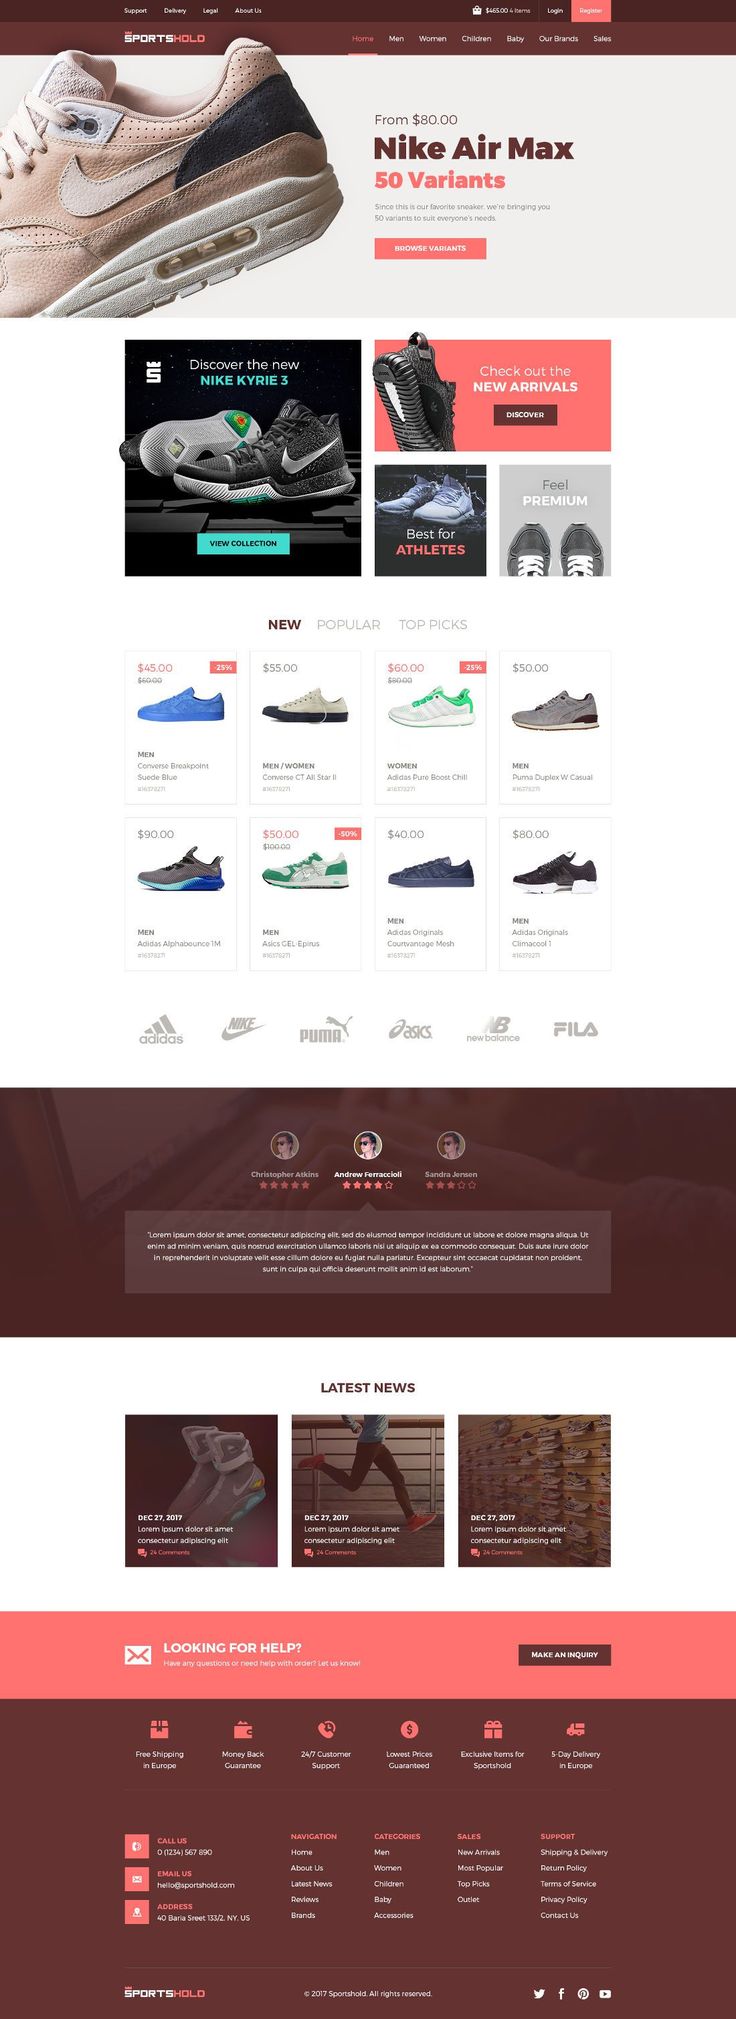 Support Delivery Legal About Us $465.00 4 Items Login Register
SPORTSHOLD Home Men Women Children Baby Our Brands Sales
From $80.00
Nike Air Max
50 Variants
Since this is our favorite sneaker, we're bringing you
50 variants to suit everyone's needs.
BROWSE VARIANTS
Discover the new
NIKE KYRIE 3
VIEW COLLECTION
Check out the
NEW ARRIVALS
DISCOVER
Best for
ATHLETES
Feel
PREMIUM
NEW POPULAR TOP PICKS
$45.00 -25%
$60.00
MEN
Converse Breakpoint
Suede Blue
#16378271
$55.00
MEN / WOMEN
Converse CT All Star II
#16378271
$60.00 -25%
$80.00
WOMEN
Adidas Pure Boost Chill
#16378271
$50.00
MEN
Puma Duplex W Casual
#16378271
$90.00
MEN
Adidas Alphabounce 1M
#16378271
$50.00 -50%
$100.00
MEN
Asics GEL-Epirus
#16378271
$40.00
MEN
Adidas Originals
Courtvantage Mesh
#16378271
$80.00
MEN
Adidas Originals
Climacool 1
#16378271
adidas NIKE PUMA asics NB new balance FILA
Christopher Atkins Andrew Ferraccioli Sandra Jensen
"Lorem ipsum dolor sit amet, consectetur adipiscing elit, sed do eiusmod tempor incididunt ut labore et dolore magna aliqua. Ut
enim ad minim veniam, quis nostrud exercitation ullamco laboris nisi ut aliquip ex ea commodo consequat. Duis aute irure dolor
in reprehenderit in voluptate velit esse cillum dolore eu fugiat nulla pariatur. Excepteur sint occaecat cupidatat non proident,
sunt in culpa qui officia deserunt mollit anim id est laborum."
LATEST NEWS
DEC 27, 2017
Lorem ipsum dolor sit amet
consectetur adipiscing elit
24 Comments
DEC 27, 2017
Lorem ipsum dolor sit amet
consectetur adipiscing elit
24 Comments
DEC 27, 2017
Lorem ipsum dolor sit amet
consectetur adipiscing elit
24 Comments
LOOKING FOR HELP?
Have any questions or need help with order? Let us know!
MAKE AN INQUIRY
Free Shipping
in Europe
Money Back
Guarantee
24/7 Customer
Support
Lowest Prices
Guaranteed
Exclusive Items for
Sportshold
5-Day Delivery
in Europe
CALL US
0 (1234) 567 890
EMAIL US
hello@sportshold.com
ADDRESS
40 Baria Sreet 133/2, NY, US
NAVIGATION
Home
About Us
Latest News
Reviews
Brands
CATEGORIES
Men
Women
Children
Baby
Accessories
SALES
New Arrivals
Most Popular
Top Picks
Outlet
SUPPORT
Shipping & Delivery
Return Policy
Terms of Service
Privacy Policy
Contact Us
SPORTSHOLD © 2017 Sportshold. All rights reserved.